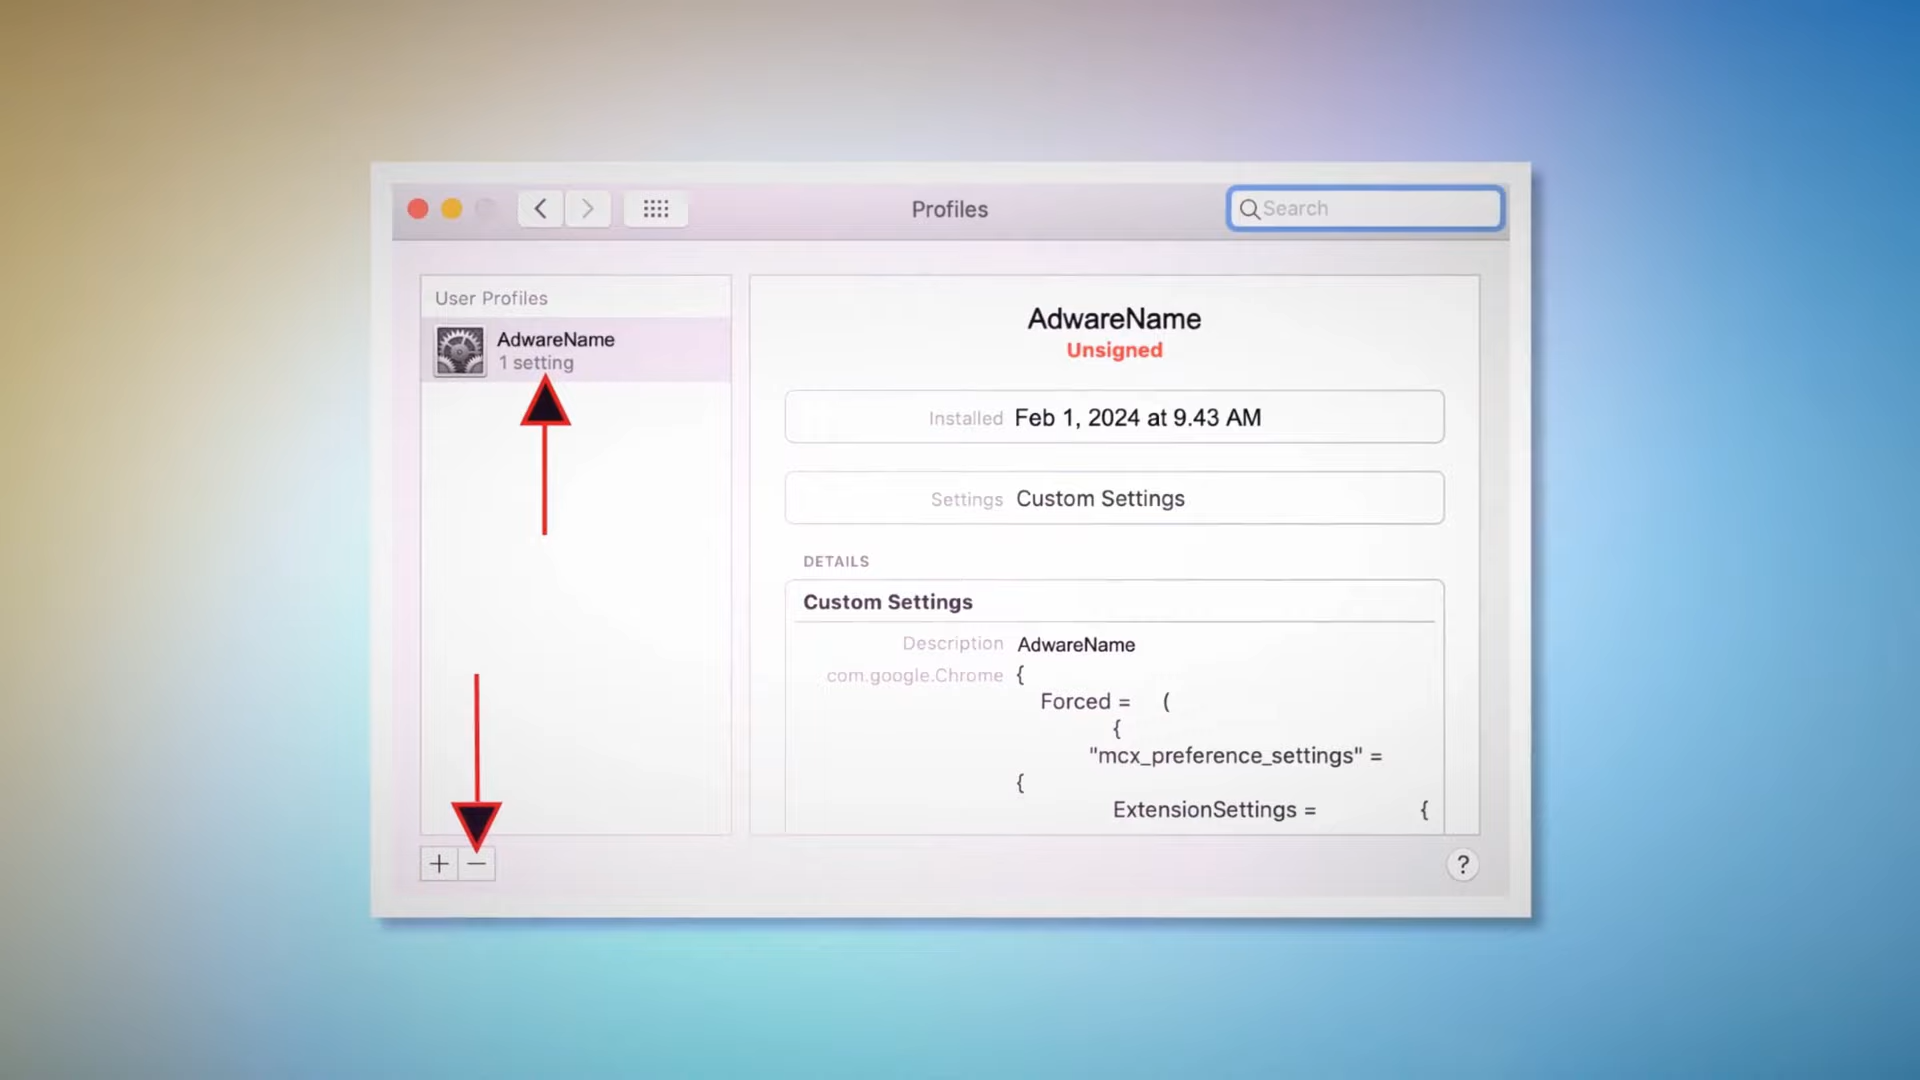 Profiles
Search
User Profiles
AdwareName
1 setting
AdwareName
Unsigned
Installed Feb 1, 2024 at 9.43 AM
Settings Custom Settings
DETAILS
Custom Settings
Description AdwareName
com.google.Chrome {
Forced = (
{
"mcx_preference_settings" =
{
ExtensionSettings = {
+ −
?